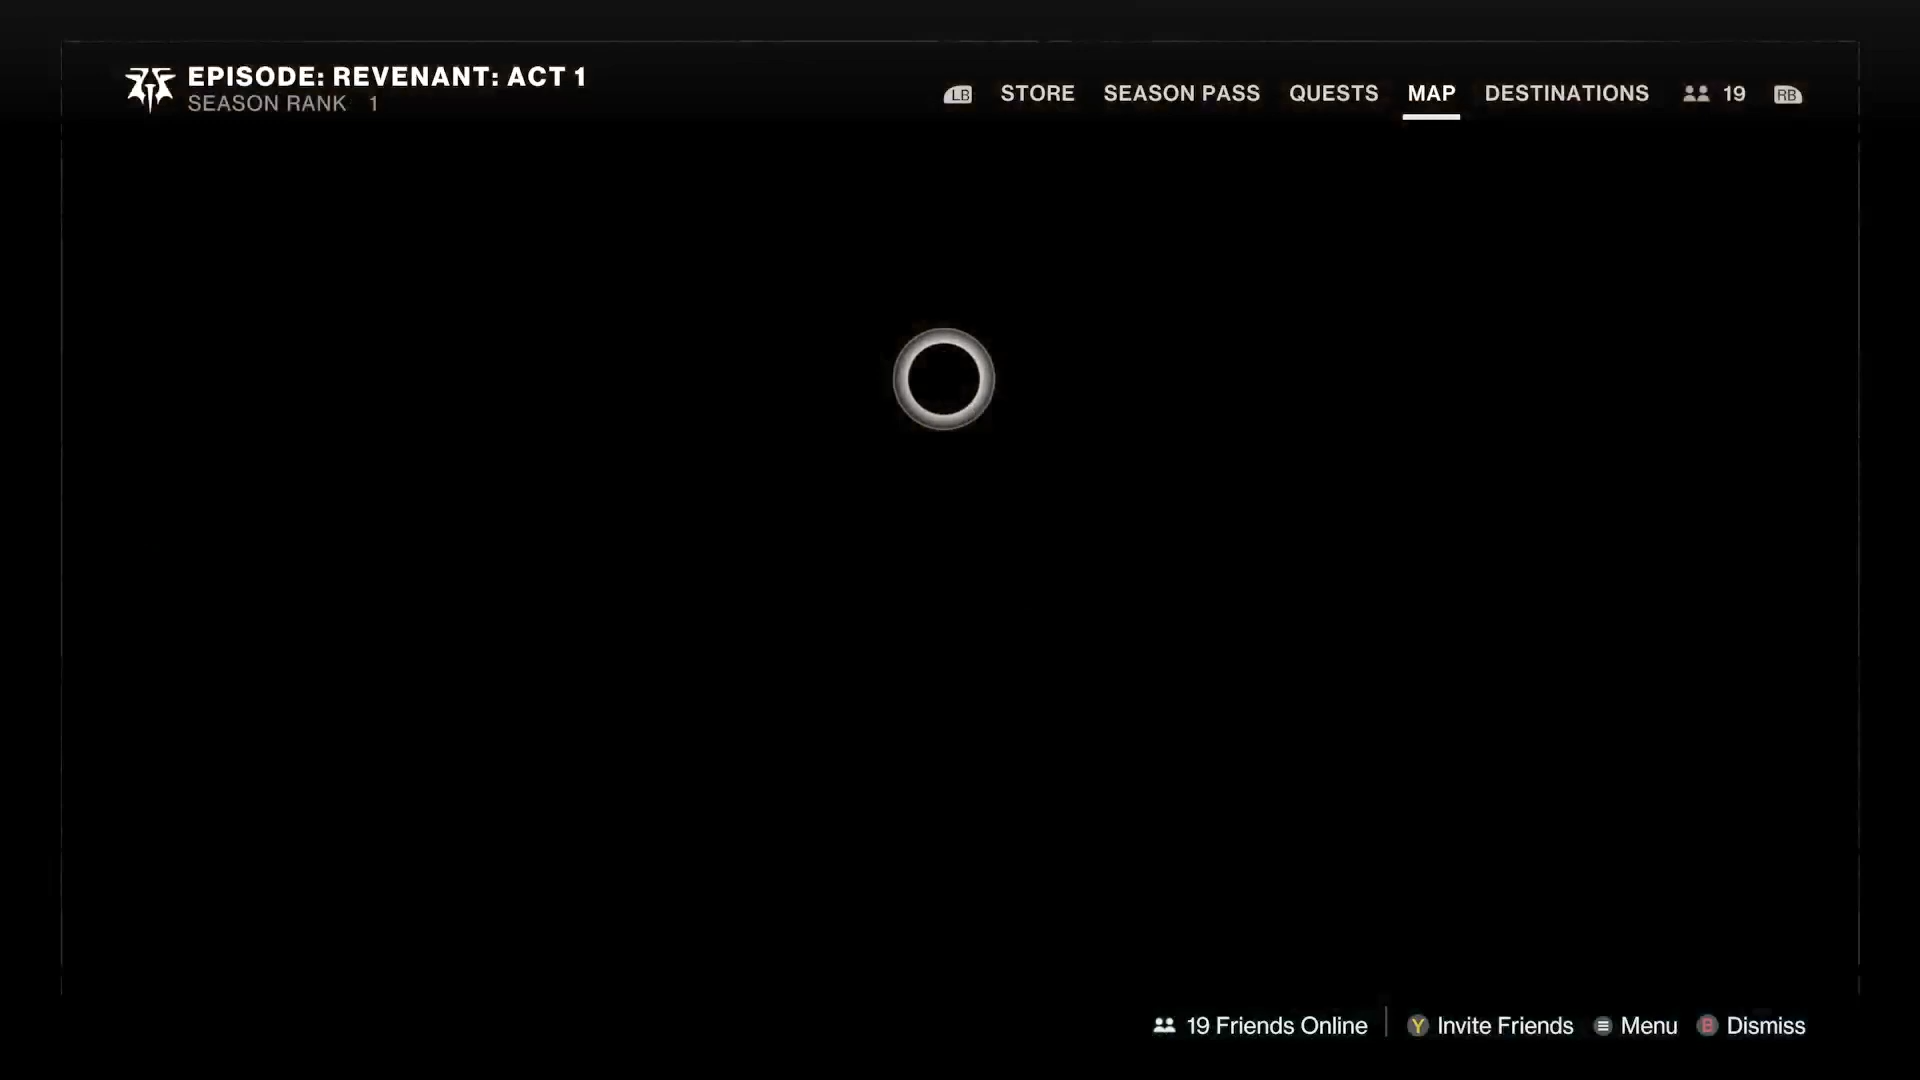 EPISODE: REVENANT: ACT 1
SEASON RANK 1
LB STORE SEASON PASS QUESTS MAP DESTINATIONS 19 RB
19 Friends Online Y Invite Friends Menu B Dismiss